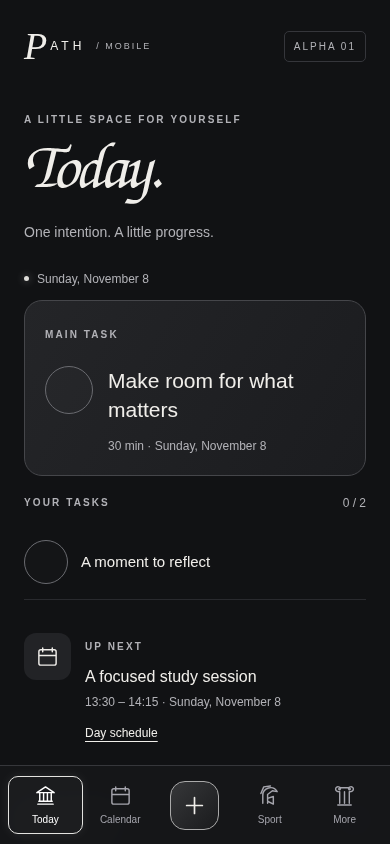 PATH / MOBILE
ALPHA 01
A LITTLE SPACE FOR YOURSELF
Today.
One intention. A little progress.
Sunday, November 8
MAIN TASK
Make room for what
matters
30 min · Sunday, November 8
YOUR TASKS
0 / 2
A moment to reflect
UP NEXT
A focused study session
13:30 – 14:15 · Sunday, November 8
Day schedule
Today
Calendar
Sport
More